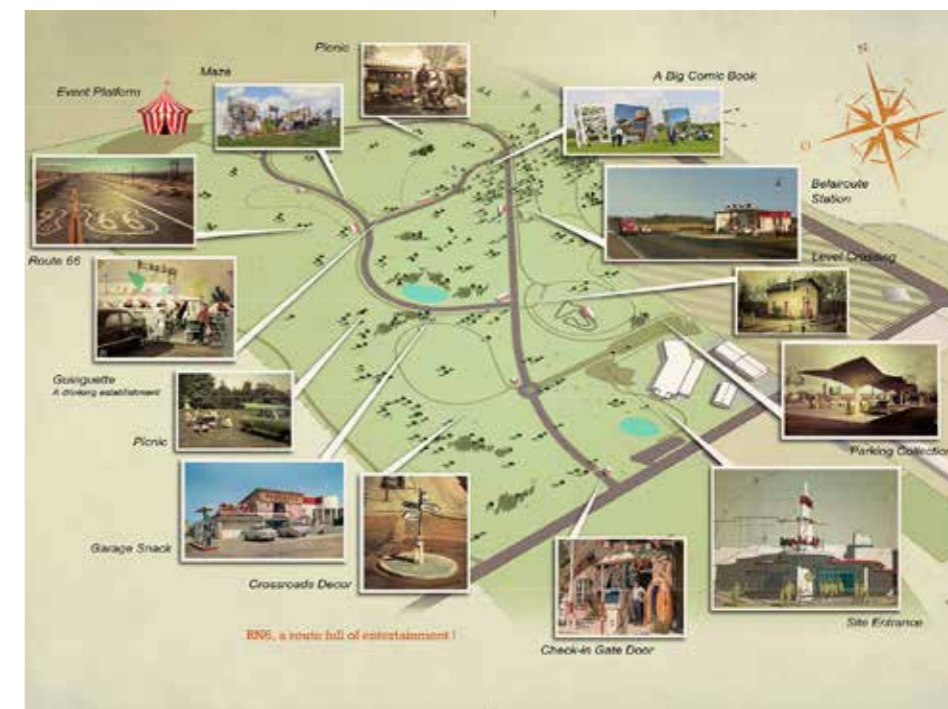 Picnic
Maze
A Big Comic Book
Event Platform
N
O
Belairoute
Station
66
Route 66
Level Crossing
Guinguette
A drinking establishment
Picnic
Parking Collection
Garage Snack
Crossroads Decor
Site Entrance
RN6, a route full of entertainment !
Check-in Gate Door